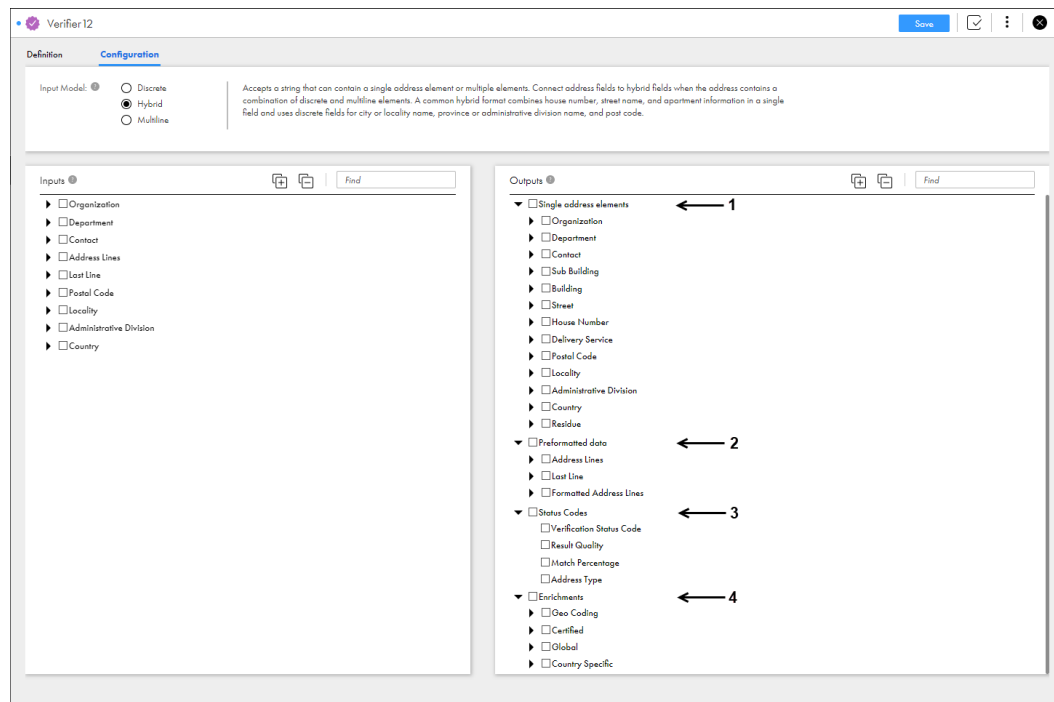 Verifier12
Save
Definition
Configuration
Input Model:
Discrete
Hybrid
Multiline
Accepts a string that can contain a single address element or multiple elements. Connect address fields to hybrid fields when the address contains a
combination of discrete and multiline elements. A common hybrid format combines house number, street name, and apartment information in a single
field and uses discrete fields for city or locality name, province or administrative division name, and post code.
Inputs
Find
Organization
Department
Contact
Address Lines
Last Line
Postal Code
Locality
Administrative Division
Country
Outputs
Find
Single address elements 1
Organization
Department
Contact
Sub Building
Building
Street
House Number
Delivery Service
Postal Code
Locality
Administrative Division
Country
Residue
Preformatted data 2
Address Lines
Last Line
Formatted Address Lines
Status Codes 3
Verification Status Code
Result Quality
Match Percentage
Address Type
Enrichments 4
Geo Coding
Certified
Global
Country Specific